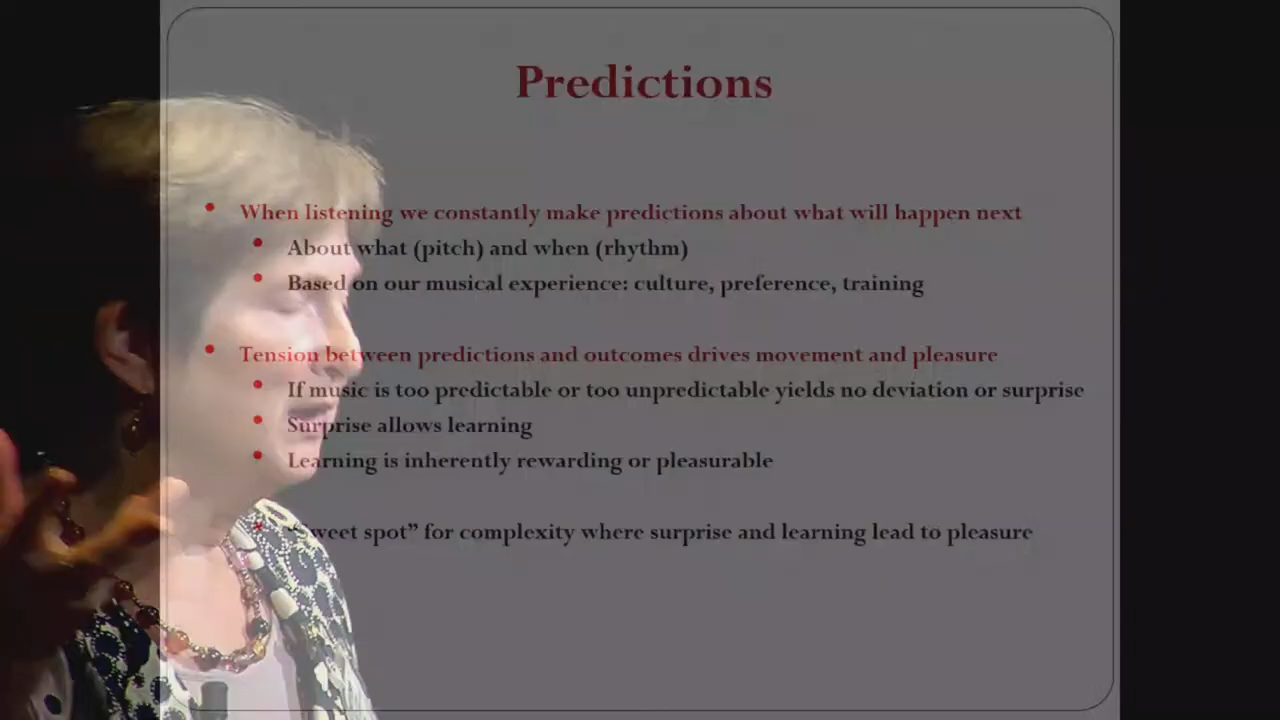 Predictions
• When listening we constantly make predictions about what will happen next
• About what (pitch) and when (rhythm)
• Based on our musical experience: culture, preference, training
• Tension between predictions and outcomes drives movement and pleasure
• If music is too predictable or too unpredictable yields no deviation or surprise
• Surprise allows learning
• Learning is inherently rewarding or pleasurable
• “Sweet spot” for complexity where surprise and learning lead to pleasure